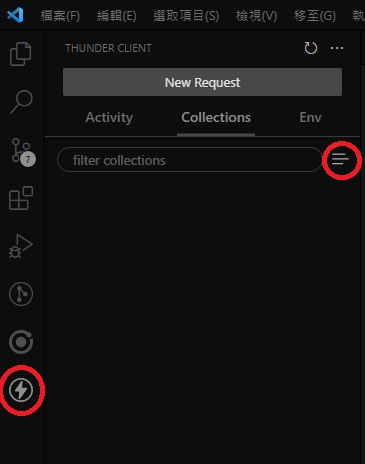 檔案(F) 編輯(E) 選取項目(S) 檢視(V) 移至(G) 執
THUNDER CLIENT
New Request
Activity Collections Env
filter collections
7